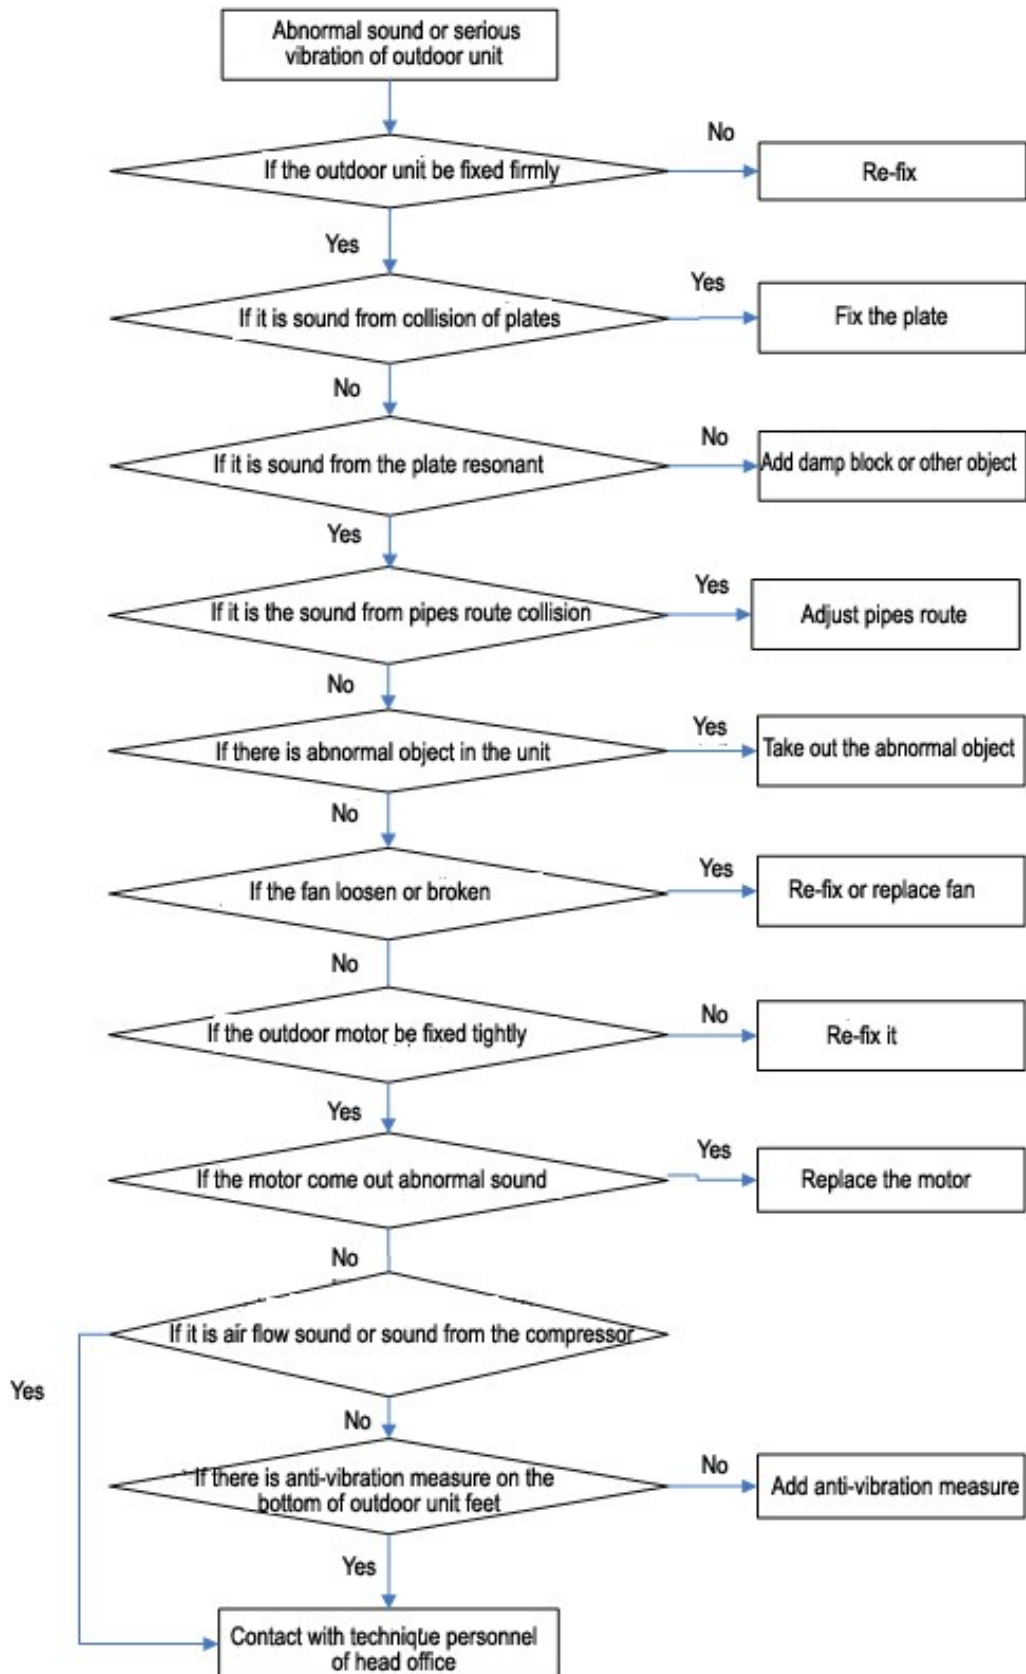 Abnormal sound or serious
vibration of outdoor unit
If the outdoor unit be fixed firmly
No
Re-fix
Yes
If it is sound from collision of plates
Yes
Fix the plate
No
If it is sound from the plate resonant
No
Add damp block or other object
Yes
If it is the sound from pipes route collision
Yes
Adjust pipes route
No
If there is abnormal object in the unit
Yes
Take out the abnormal object
No
If the fan loosen or broken
Yes
Re-fix or replace fan
No
If the outdoor motor be fixed tightly
No
Re-fix it
Yes
If the motor come out abnormal sound
Yes
Replace the motor
No
If it is air flow sound or sound from the compressor
Yes
No
If there is anti-vibration measure on the
bottom of outdoor unit feet
No
Add anti-vibration measure
Yes
Contact with technique personnel
of head office